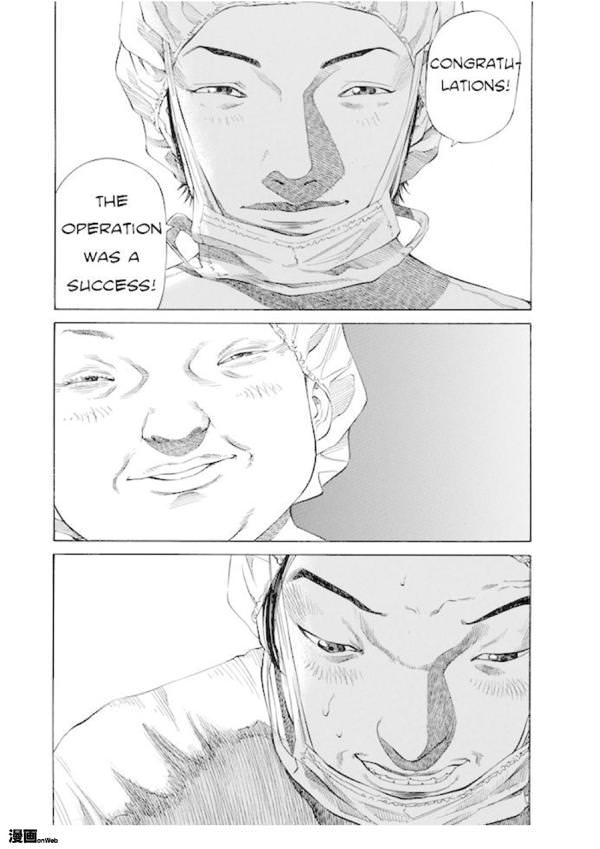 CONGRATU-
LATIONS!
THE
OPERATION
WAS A
SUCCESS!
漫画onWeb